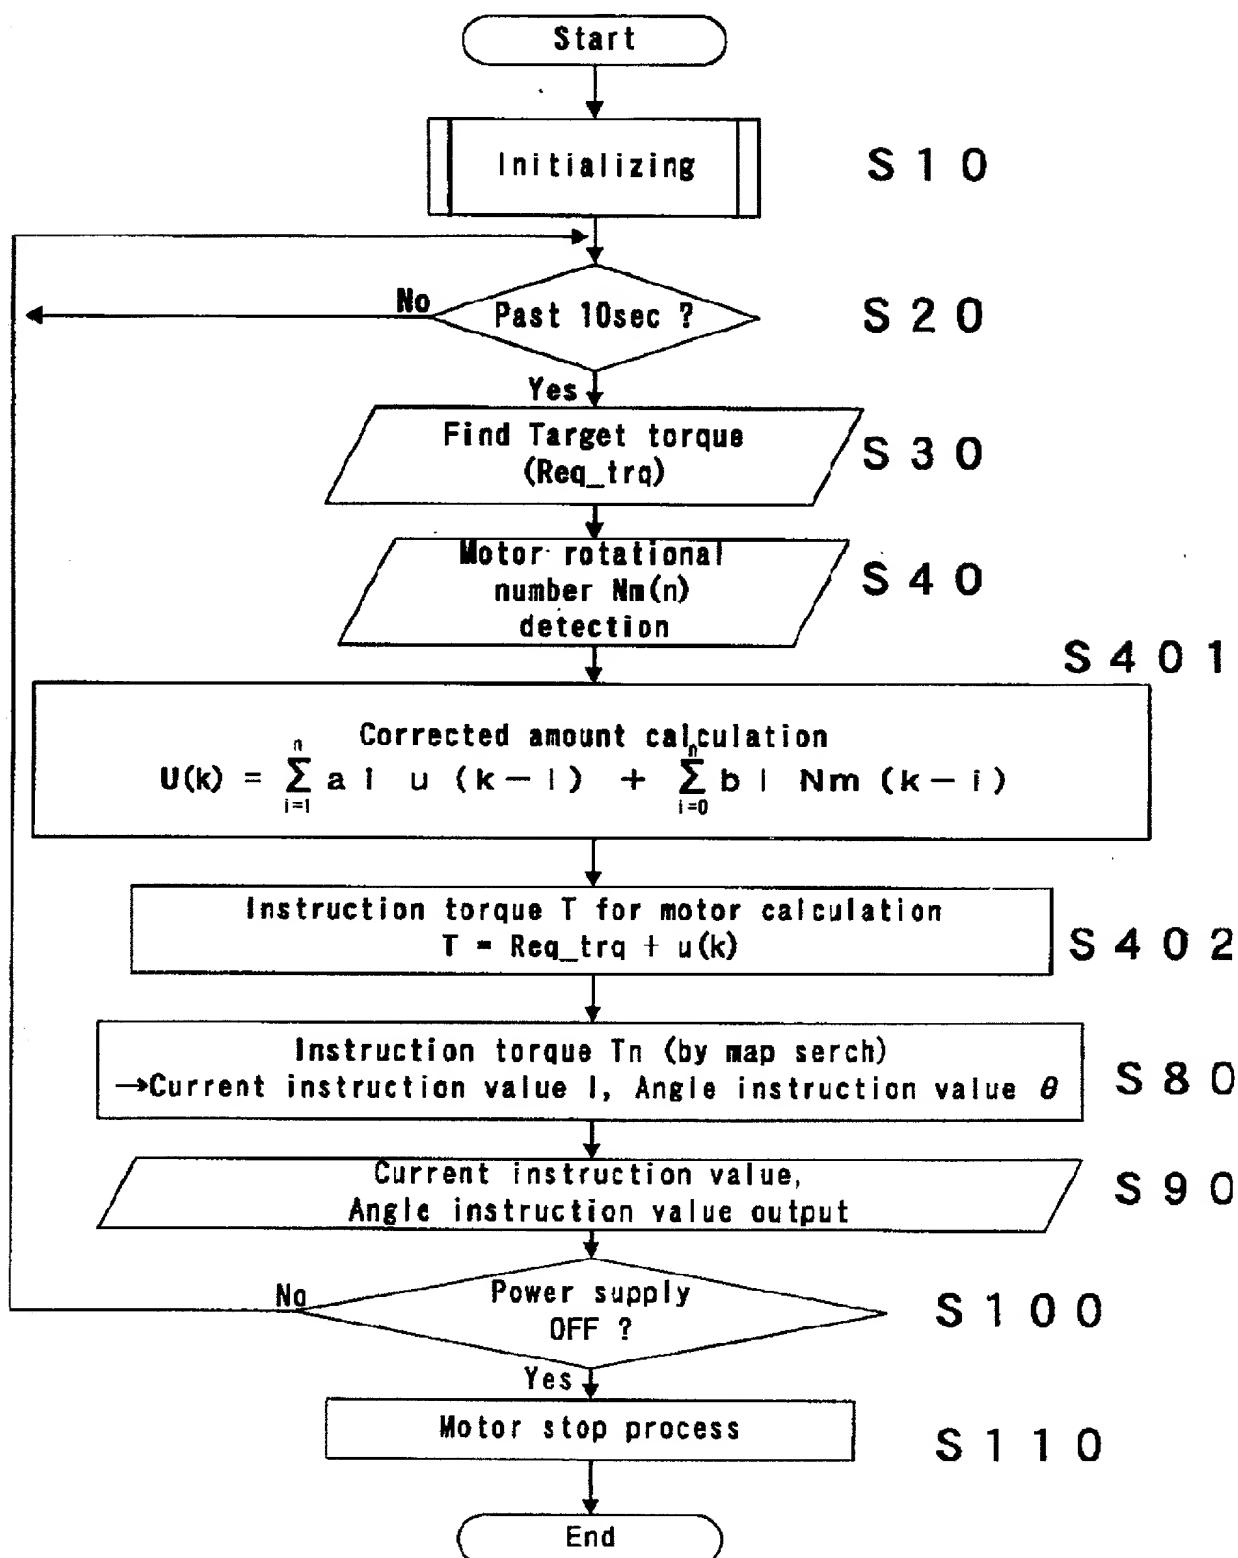 Start
Initializing
S10
No
Past 10sec ?
S20
Yes
Find Target torque
(Req_trq)
S30
Motor rotational
number Nm(n)
detection
S40
S401
Corrected amount calculation
U(k) = n∑i=1 a i u (k-i) + n∑i=0 b i Nm (k-i)
Instruction torque T for motor calculation
T = Req_trq + u(k)
S402
Instruction torque Tn (by map serch)
→Current instruction value I, Angle instruction value θ
S80
Current instruction value,
Angle instruction value output
S90
No
Power supply
OFF ?
S100
Yes
Motor stop process
S110
End